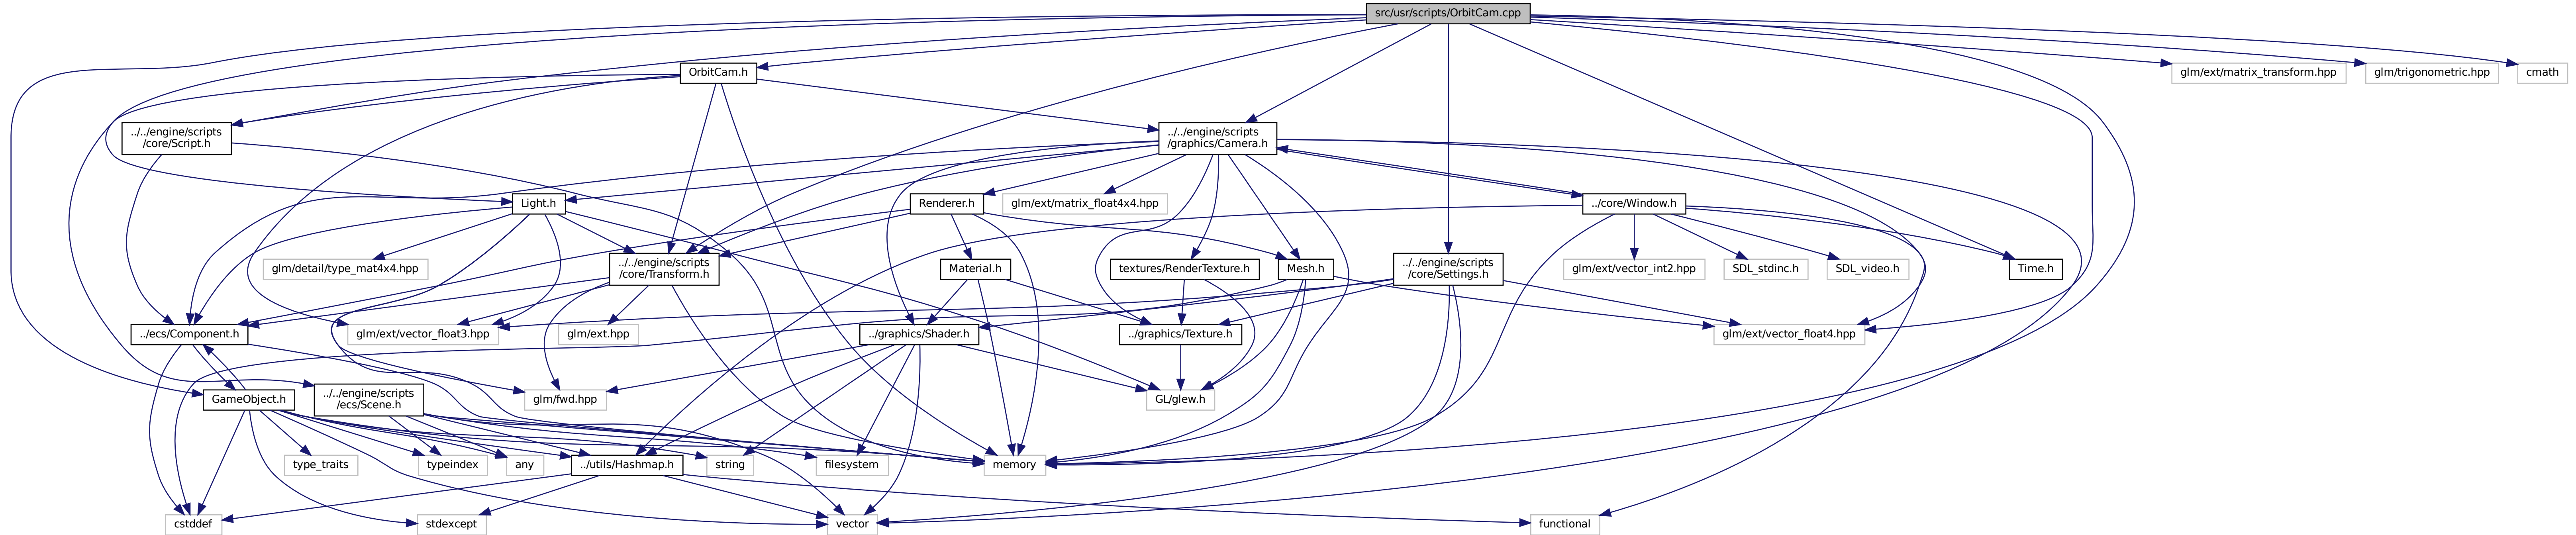 src/usr/scripts/OrbitCam.cpp
OrbitCam.h
glm/ext/matrix_transform.hpp
glm/trigonometric.hpp
cmath
../../engine/scripts
/core/Script.h
../../engine/scripts
/graphics/Camera.h
Light.h
Renderer.h
glm/ext/matrix_float4x4.hpp
../core/Window.h
glm/detail/type_mat4x4.hpp
../../engine/scripts
/core/Transform.h
Material.h
textures/RenderTexture.h
Mesh.h
../../engine/scripts
/core/Settings.h
glm/ext/vector_int2.hpp
SDL_stdinc.h
SDL_video.h
Time.h
../ecs/Component.h
glm/ext/vector_float3.hpp
glm/ext.hpp
../graphics/Shader.h
../graphics/Texture.h
glm/ext/vector_float4.hpp
GameObject.h
../../engine/scripts
/ecs/Scene.h
glm/fwd.hpp
GL/glew.h
type_traits
typeindex
any
../utils/Hashmap.h
string
filesystem
memory
cstddef
stdexcept
vector
functional